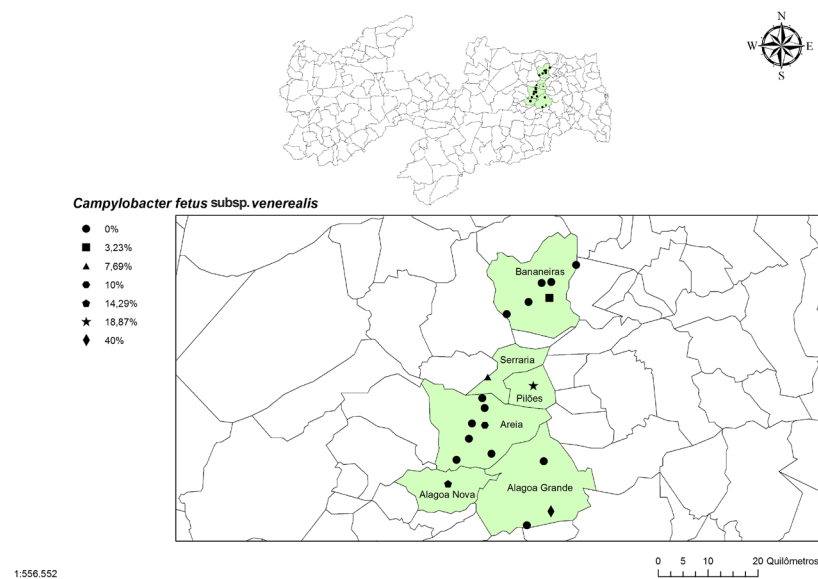 N
W E
S
Campylobacter fetus subsp. venerealis
0%
3,23%
7,69%
10%
14,29%
18,87%
40%
Bananeiras
Serraria
Pilões
Areia
Alagoa Nova
Alagoa Grande
0 5 10 20 Quilômetros
1:556.552